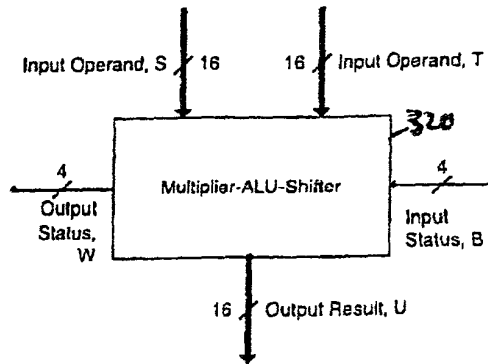 Input Operand, S 16 16 Input Operand, T
320
4 Multiplier-ALU-Shifter 4
Output Status, W
Input Status, B
16 Output Result, U